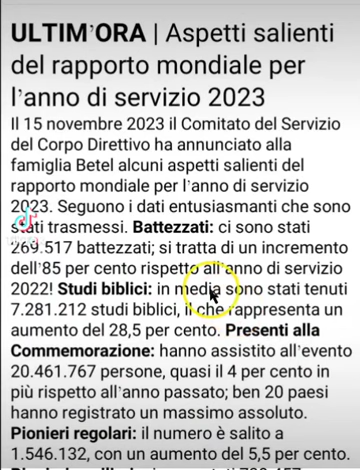 ULTIM’ORA | Aspetti salienti
del rapporto mondiale per
l’anno di servizio 2023
Il 15 novembre 2023 il Comitato del Servizio
del Corpo Direttivo ha annunciato alla
famiglia Betel alcuni aspetti salienti del
rapporto mondiale per l’anno di servizio
2023. Seguono i dati entusiasmanti che sono
stati trasmessi. Battezzati: ci sono stati
269.517 battezzati; si tratta di un incremento
dell’85 per cento rispetto all’anno di servizio
2022! Studi biblici: in media sono stati tenuti
7.281.212 studi biblici, il che rappresenta un
aumento del 28,5 per cento. Presenti alla
Commemorazione: hanno assistito all’evento
20.461.767 persone, quasi il 4 per cento in
più rispetto all’anno passato; ben 20 paesi
hanno registrato un massimo assoluto.
Pionieri regolari: il numero è salito a
1.546.132, con un aumento del 5,5 per cento.